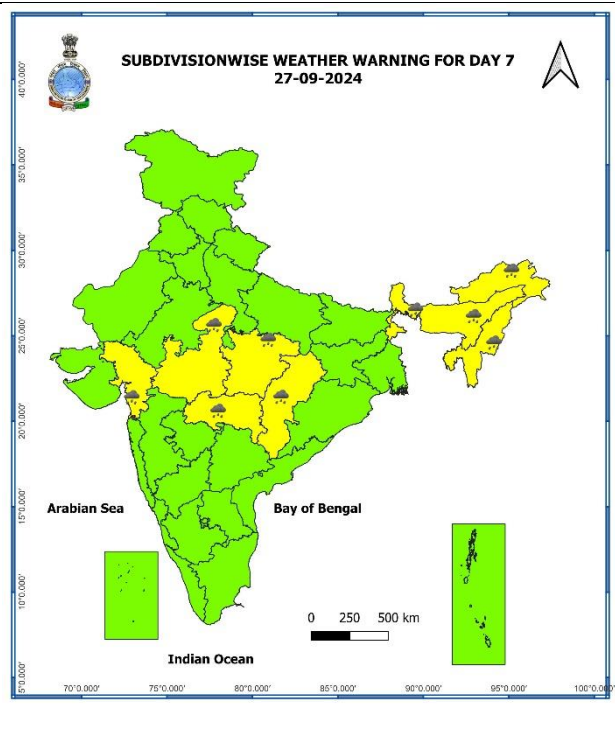 SUBDIVISIONWISE WEATHER WARNING FOR DAY 7
27-09-2024
40°0.000'
35°0.000'
30°0.000'
25°0.000'
20°0.000'
15°0.000'
10°0.000'
5°0.000'
Arabian Sea
Bay of Bengal
0 250 500 km
Indian Ocean
70°0.000' 75°0.000' 80°0.000' 85°0.000' 90°0.000' 95°0.000' 100°0.000'